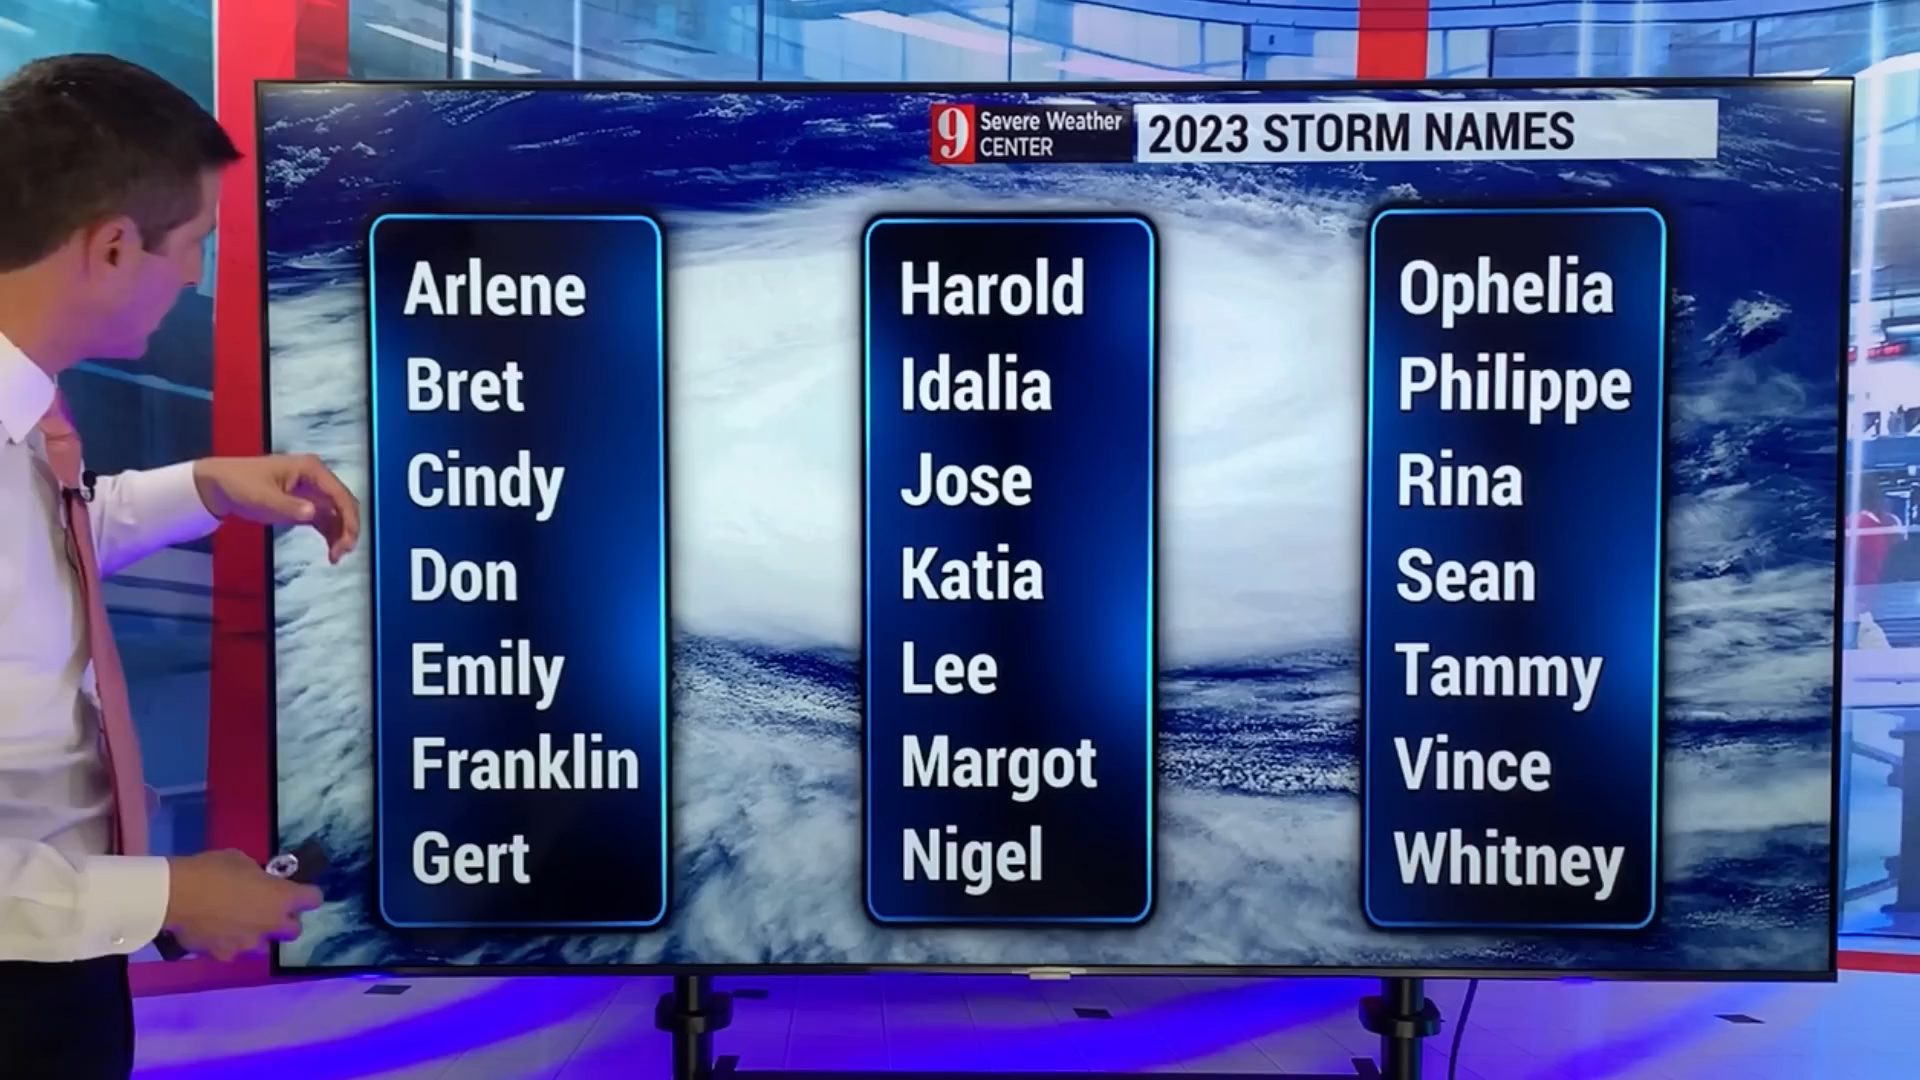 9 Severe Weather CENTER
2023 STORM NAMES
Arlene
Bret
Cindy
Don
Emily
Franklin
Gert
Harold
Idalia
Jose
Katia
Lee
Margot
Nigel
Ophelia
Philippe
Rina
Sean
Tammy
Vince
Whitney